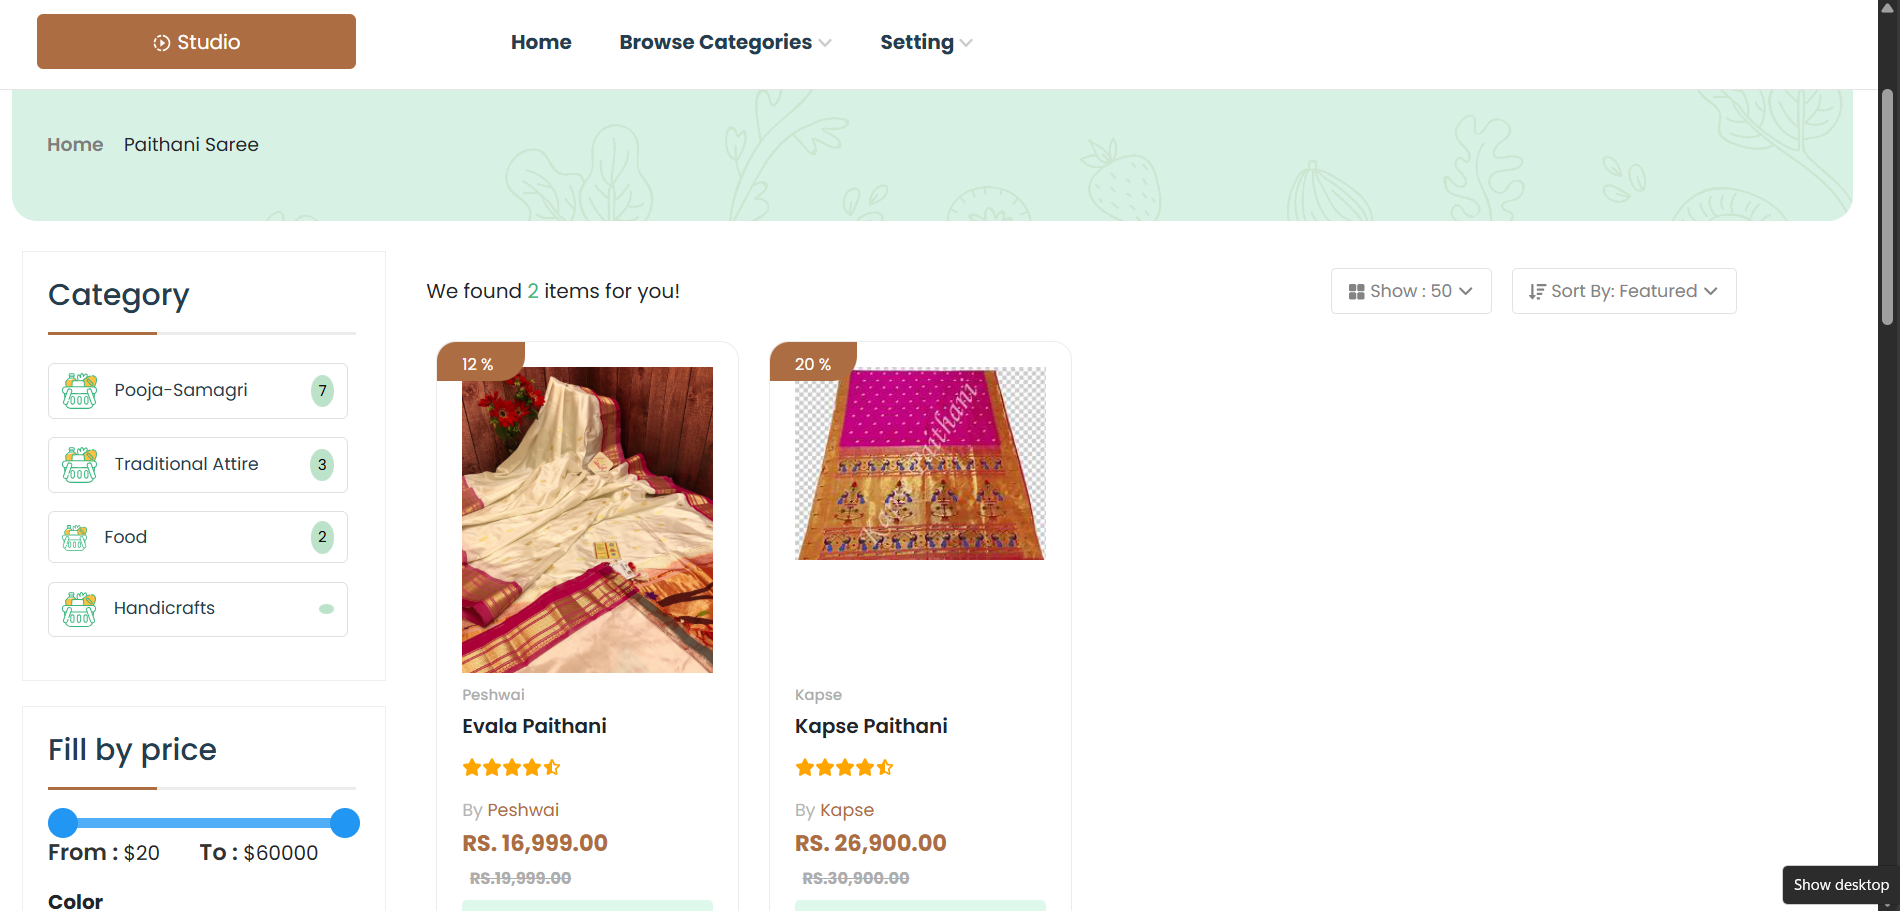 Studio
Home
Browse Categories
Setting
Home
Paithani Saree
Category
Pooja-Samagri
7
Traditional Attire
3
Food
2
Handicrafts
Fill by price
From : $20
To : $60000
Color
We found 2 items for you!
Show : 50
Sort By: Featured
12 %
Peshwai
Evala Paithani
By Peshwai
RS. 16,999.00
RS.19,999.00
20 %
Kapse
Kapse Paithani
By Kapse
RS. 26,900.00
RS.30,900.00
Show desktop